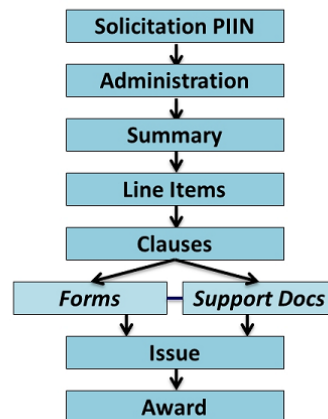 Solicitation PIIN
Administration
Summary
Line Items
Clauses
Forms
Support Docs
Issue
Award